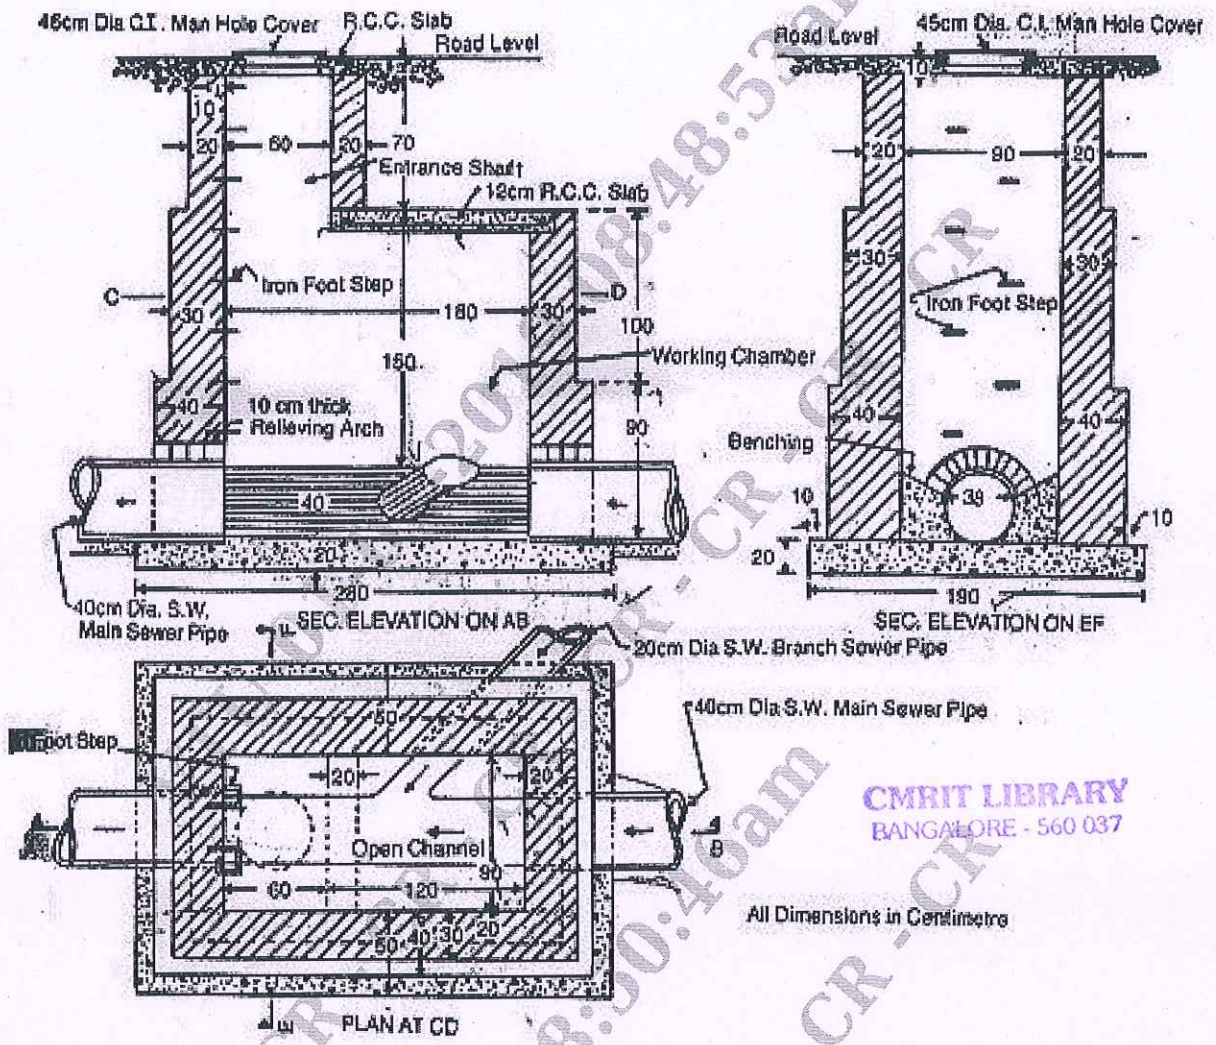 45cm Dia C.I. Man Hole Cover
R.C.C. Slab
Road Level
10
20
60
20
70
Entrance Shaft
12cm R.C.C. Slab
C
Iron Foot Step
D
30
180
30
100
150
Working Chamber
40
10 cm thick
Relieving Arch
90
40
20
280
40cm Dia. S.W.
Main Sewer Pipe
SEC. ELEVATION ON AB
Road Level
45cm Dia. C.I. Man Hole Cover
10
20
90
20
30
30
Iron Foot Step
40
40
Benching
10
10
20
190
SEC. ELEVATION ON EF
20cm Dia S.W. Branch Sewer Pipe
40cm Dia S.W. Main Sewer Pipe
Foot Step
50
20
20
Open Channel
90
60
120
50
40
30
20
B
PLAN AT CD
All Dimensions in Centimetre
CMRIT LIBRARY
BANGALORE - 560 037